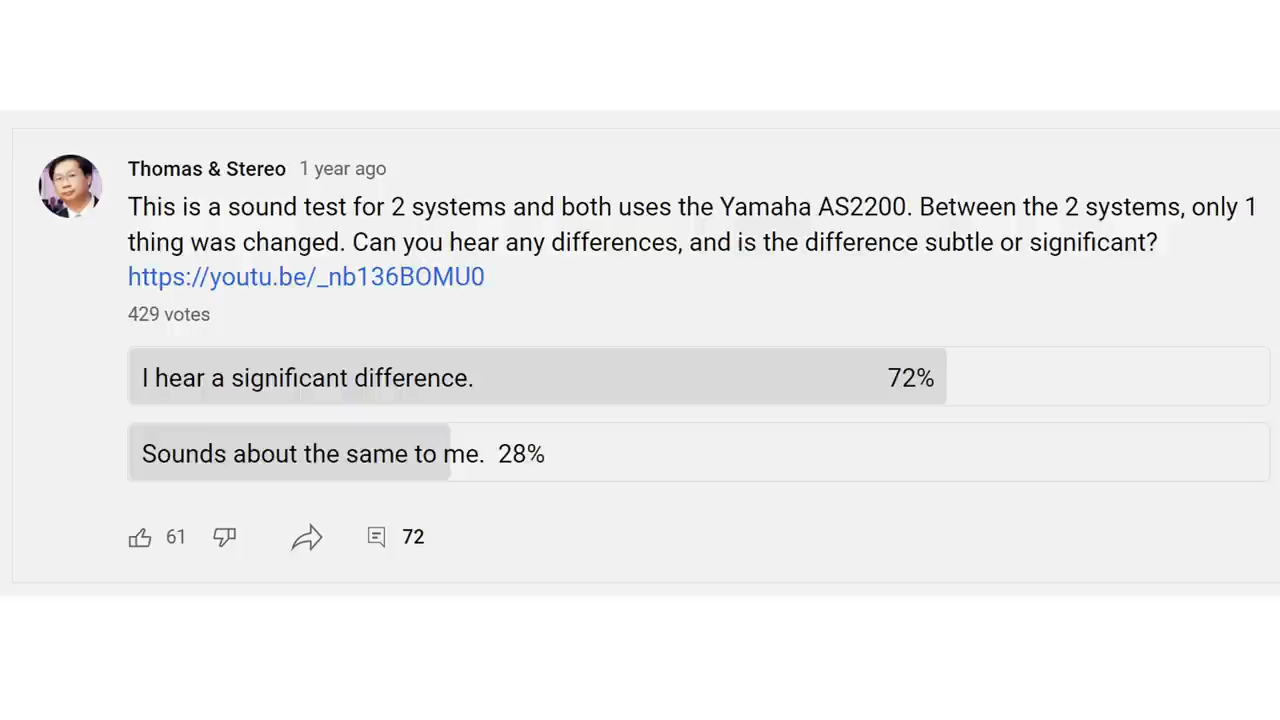 Thomas & Stereo 1 year ago
This is a sound test for 2 systems and both uses the Yamaha AS2200. Between the 2 systems, only 1
thing was changed. Can you hear any differences, and is the difference subtle or significant?
https://youtu.be/_nb136BOMU0
429 votes
I hear a significant difference. 72%
Sounds about the same to me. 28%
61 72